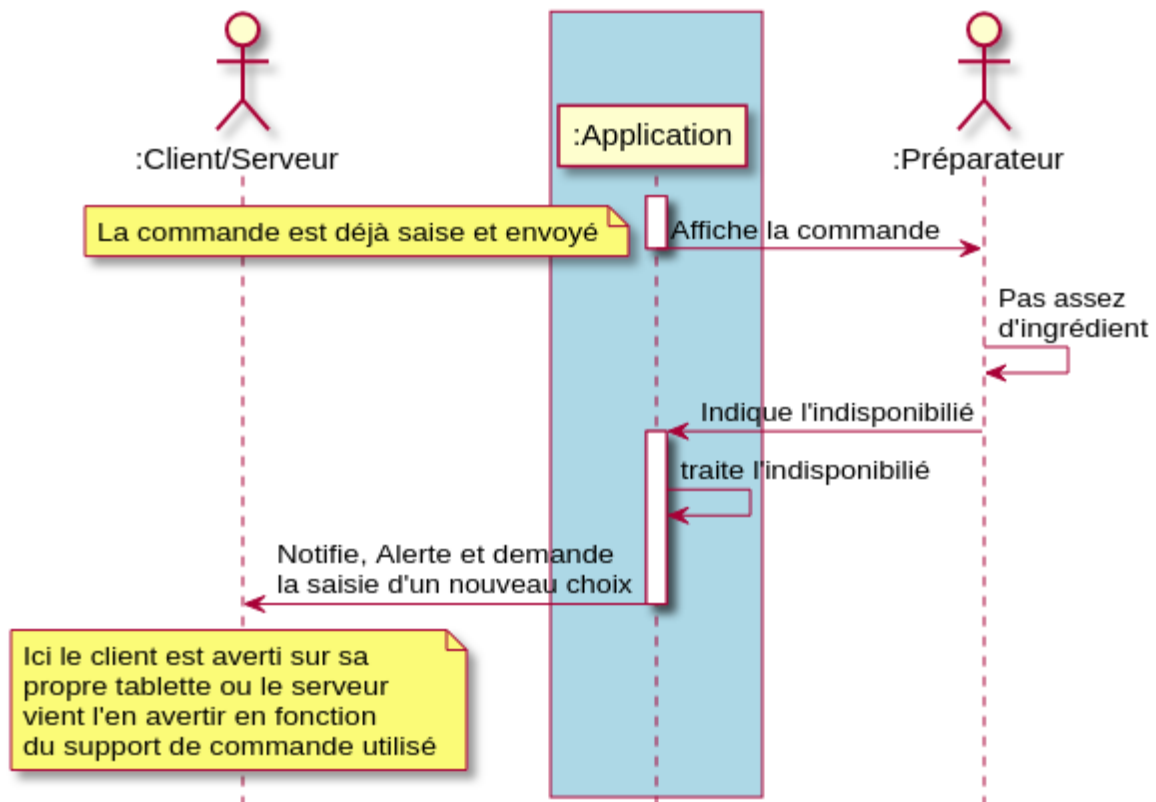 :Client/Serveur
:Application
:Préparateur
La commande est déjà saise et envoyé
Affiche la commande
Pas assez
d'ingrédient
Indique l'indisponibilié
traite l'indisponibilié
Notifie, Alerte et demande
la saisie d'un nouveau choix
Ici le client est averti sur sa
propre tablette ou le serveur
vient l'en avertir en fonction
du support de commande utilisé